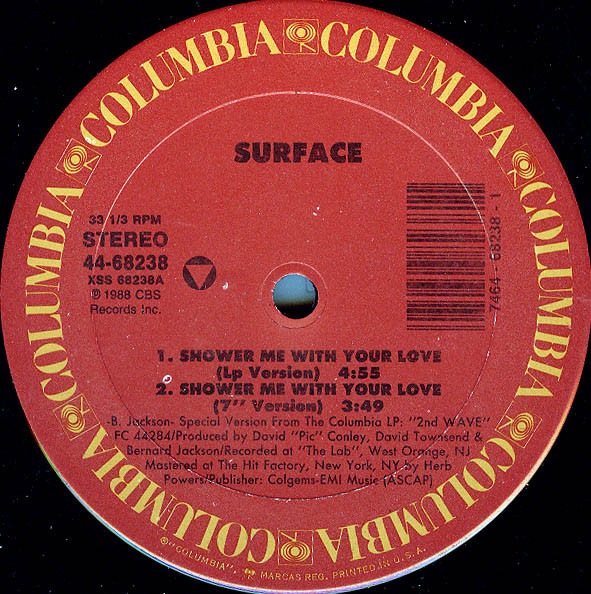 COLUMBIA COLUMBIA COLUMBIA COLUMBIA COLUMBIA COLUMBIA COLUMBIA COLUMBIA
SURFACE
33 1/3 RPM
STEREO
44-68238
XSS 68238A
℗ 1988 CBS
Records Inc.
7464 - 68238 - 1
1. SHOWER ME WITH YOUR LOVE
(Lp Version) 4:55
2. SHOWER ME WITH YOUR LOVE
(7" Version) 3:49
-B. Jackson- Special Version From The Columbia LP: "2nd WAVE"
FC 44284/Produced by David "Pic" Conley, David Townsend &
Bernard Jackson/Recorded at "The Lab", West Orange, NJ
Mastered at The Hit Factory, New York, NY by Herb
Powers/Publisher: Colgems-EMI Music (ASCAP)
®"COLUMBIA", MARCAS REG. PRINTED IN U.S.A.